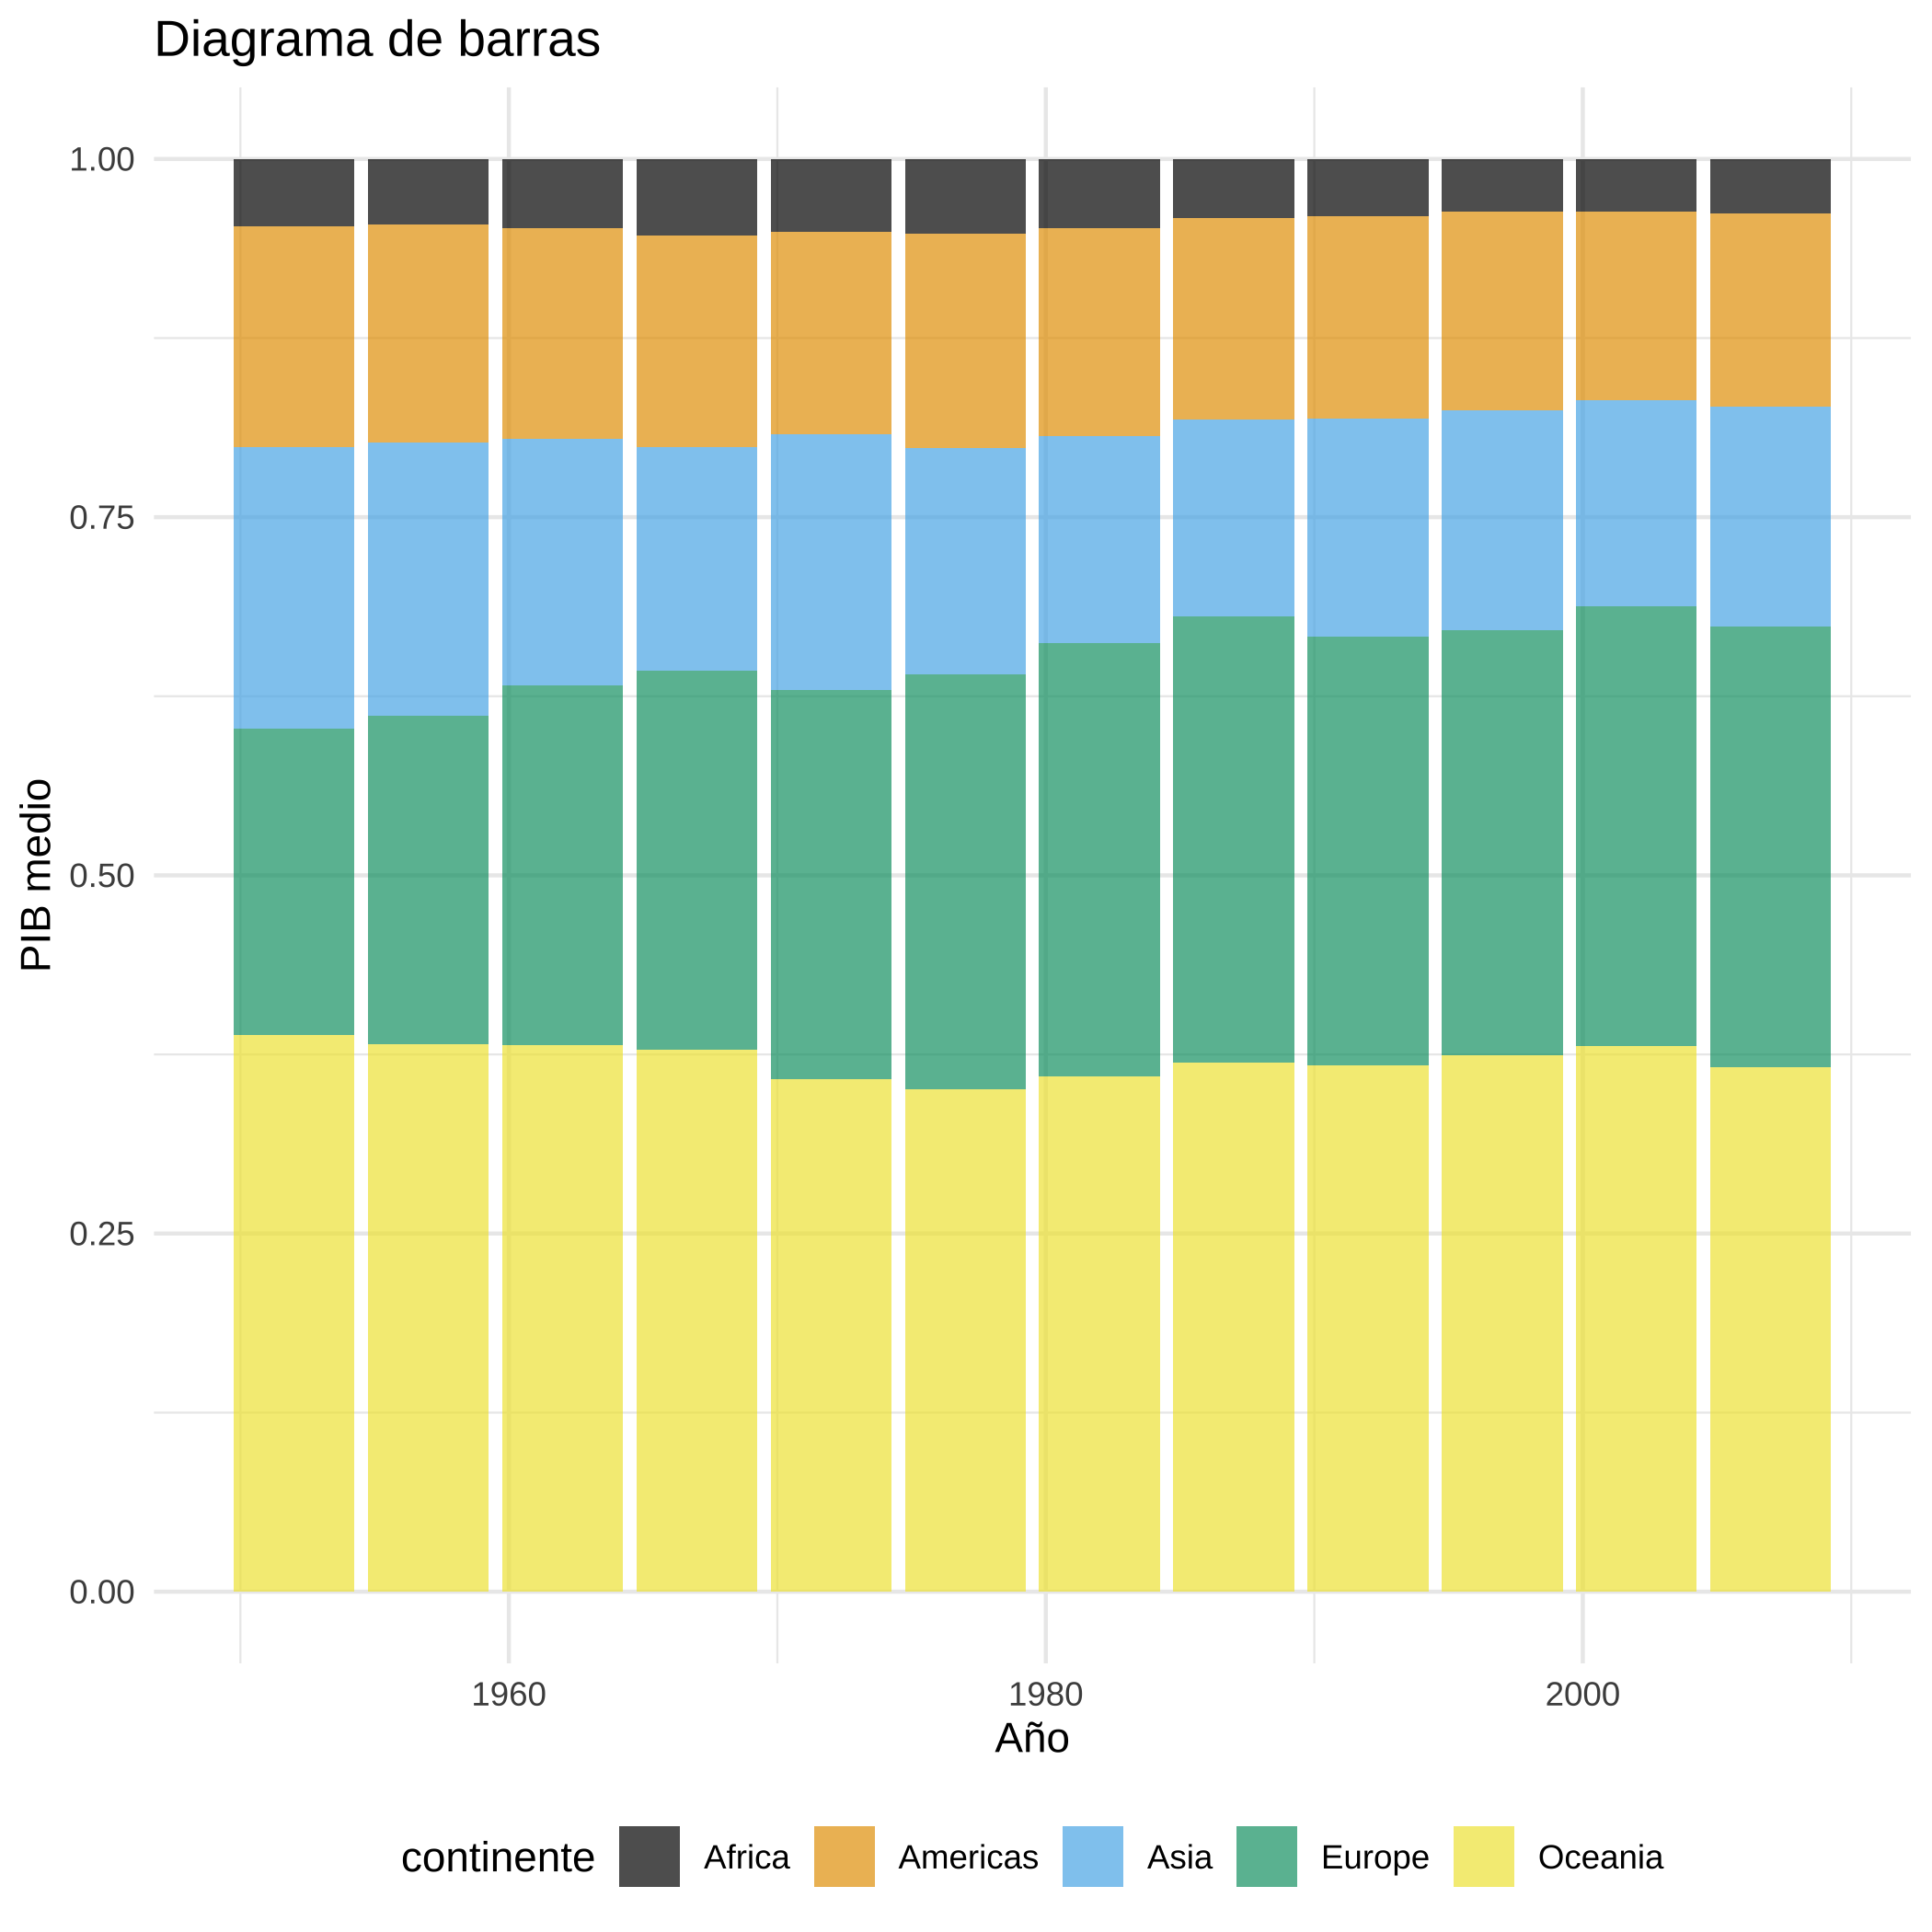 Diagrama de barras
1.00
0.75
0.50
0.25
0.00
PIB medio
1960 1980 2000
Año
continente Africa Americas Asia Europe Oceania